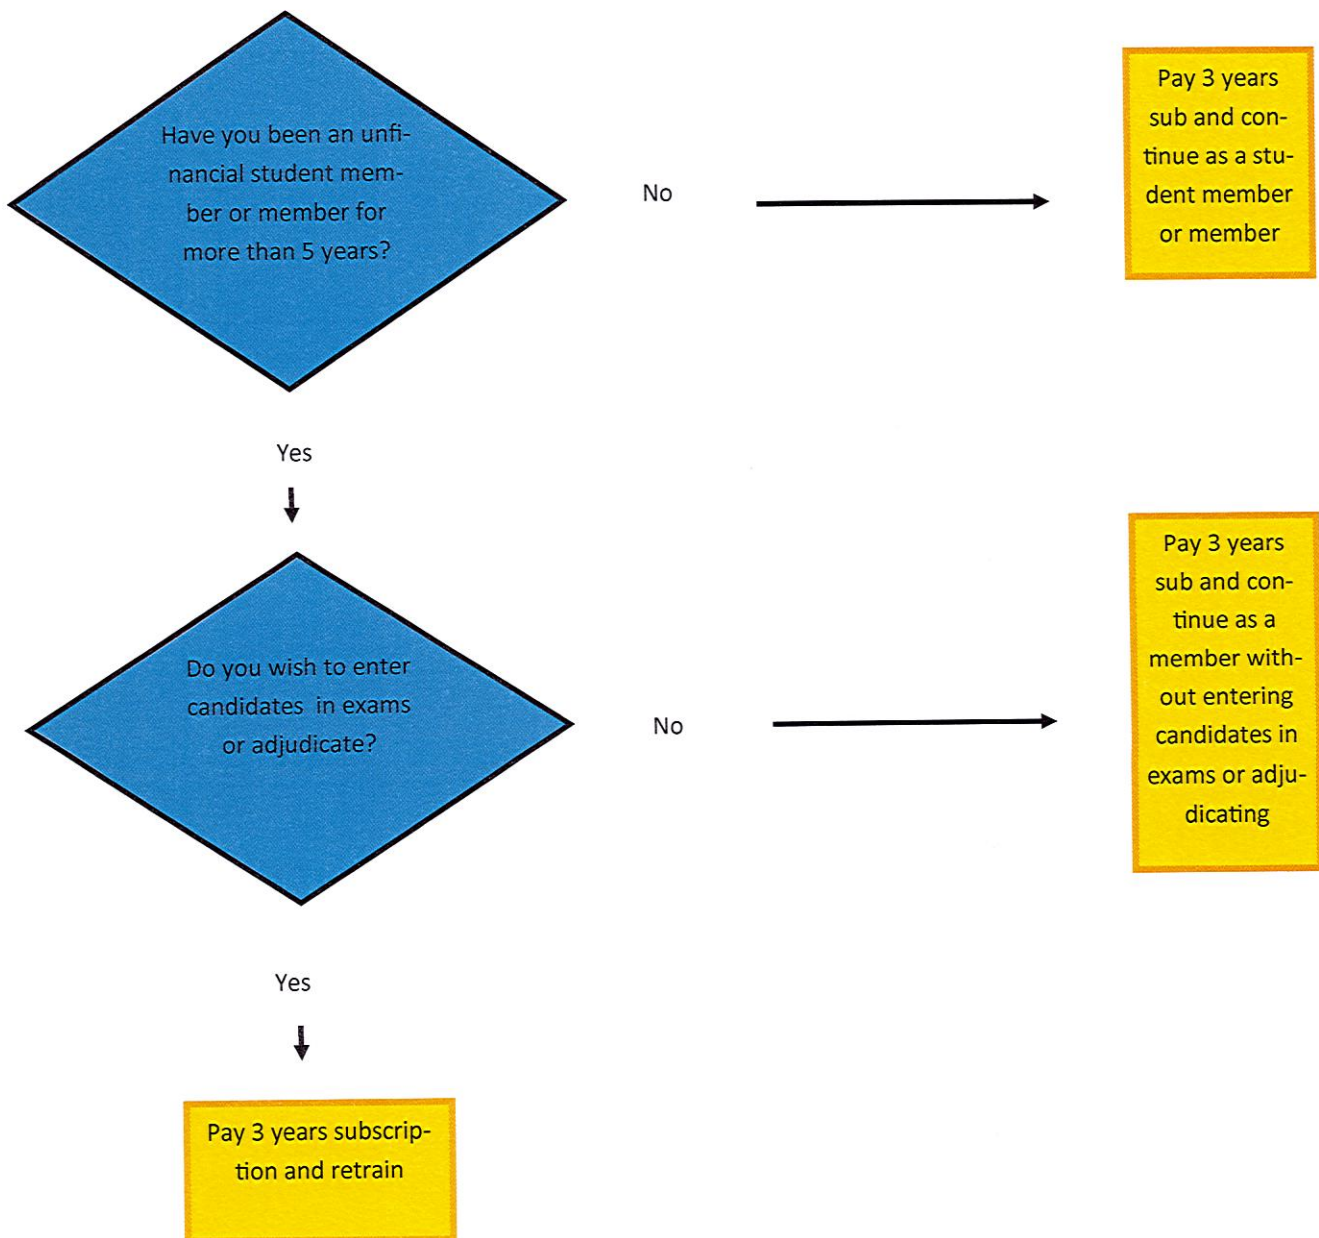 Have you been an unfi-
nancial student mem-
ber or member for
more than 5 years?
No
Pay 3 years
sub and con-
tinue as a stu-
dent member
or member
Yes
Do you wish to enter
candidates  in exams
or adjudicate?
No
Pay 3 years
sub and con-
tinue as a
member with-
out entering
candidates in
exams or adju-
dicating
Yes
Pay 3 years subscrip-
tion and retrain